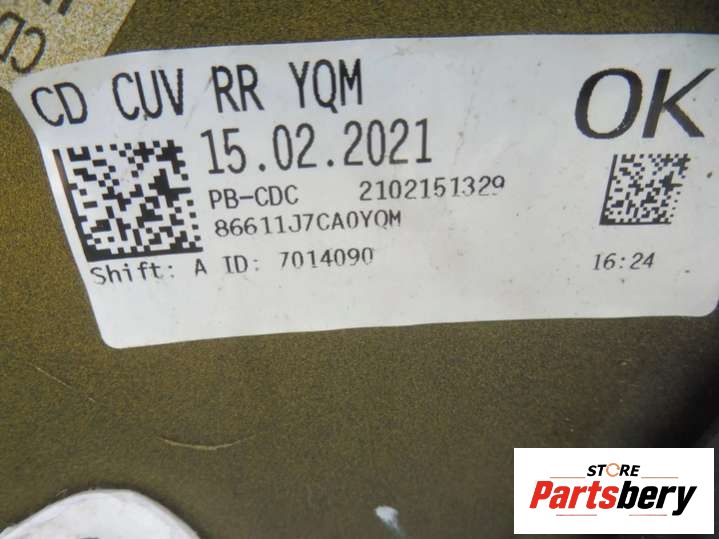 CD
CD CUV RR YQM
OK
15.02.2021
PB-CDC 2102151329
86611J7CA0YQM
Shift: A ID: 7014090
16:24
STORE
Partsbery